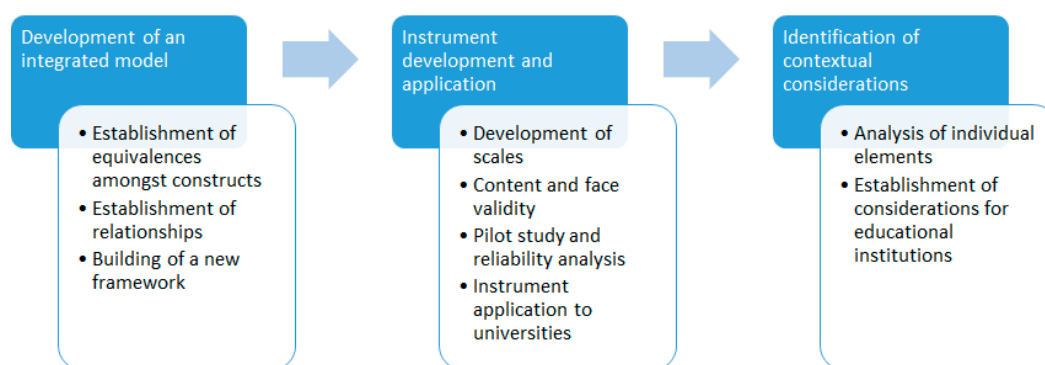 Development of an
integrated model
• Establishment of
equivalences
amongst constructs
• Establishment of
relationships
• Building of a new
framework
Instrument
development and
application
• Development of
scales
• Content and face
validity
• Pilot study and
reliability analysis
• Instrument
application to
universities
Identification of
contextual
considerations
• Analysis of individual
elements
• Establishment of
considerations for
educational
institutions